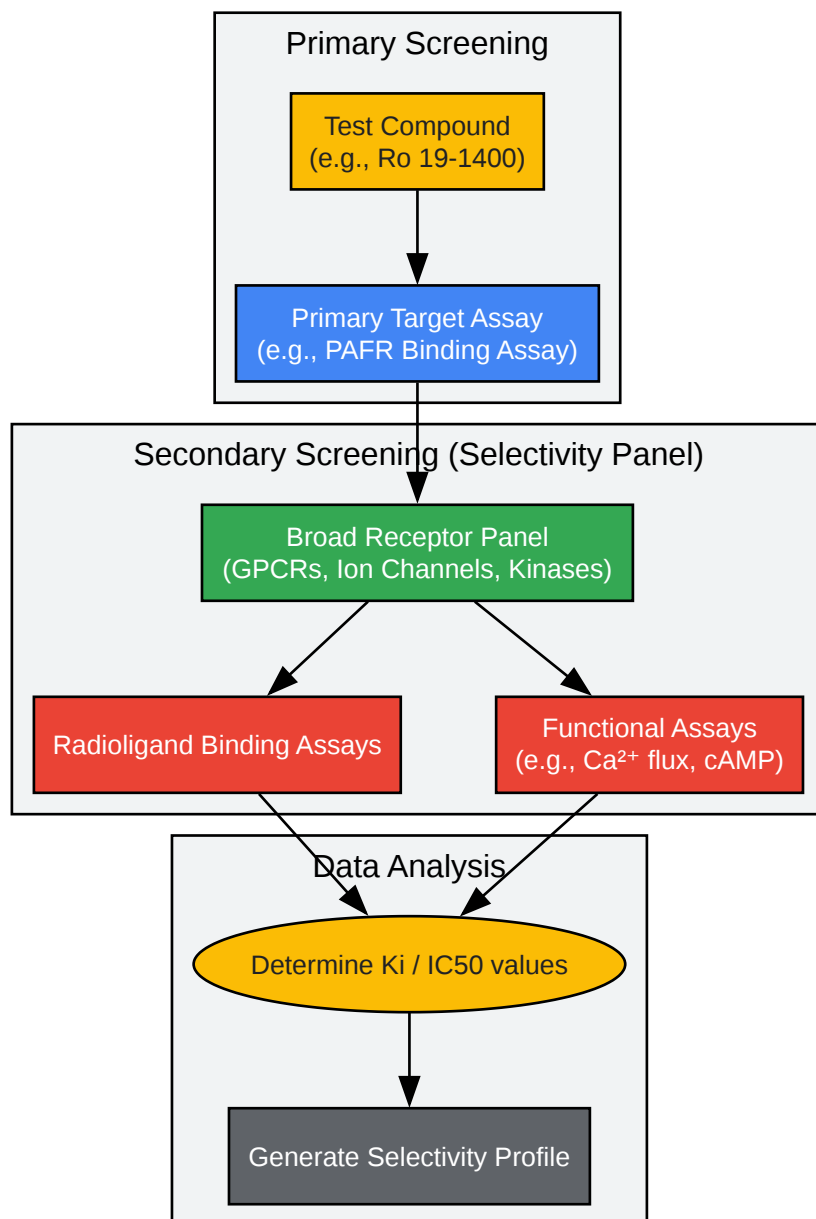 Primary Screening
Test Compound
(e.g., Ro 19-1400)
Primary Target Assay
(e.g., PAFR Binding Assay)
Secondary Screening (Selectivity Panel)
Broad Receptor Panel
(GPCRs, Ion Channels, Kinases)
Radioligand Binding Assays
Functional Assays
(e.g., Ca²⁺ flux, cAMP)
Data Analysis
Determine Ki / IC50 values
Generate Selectivity Profile